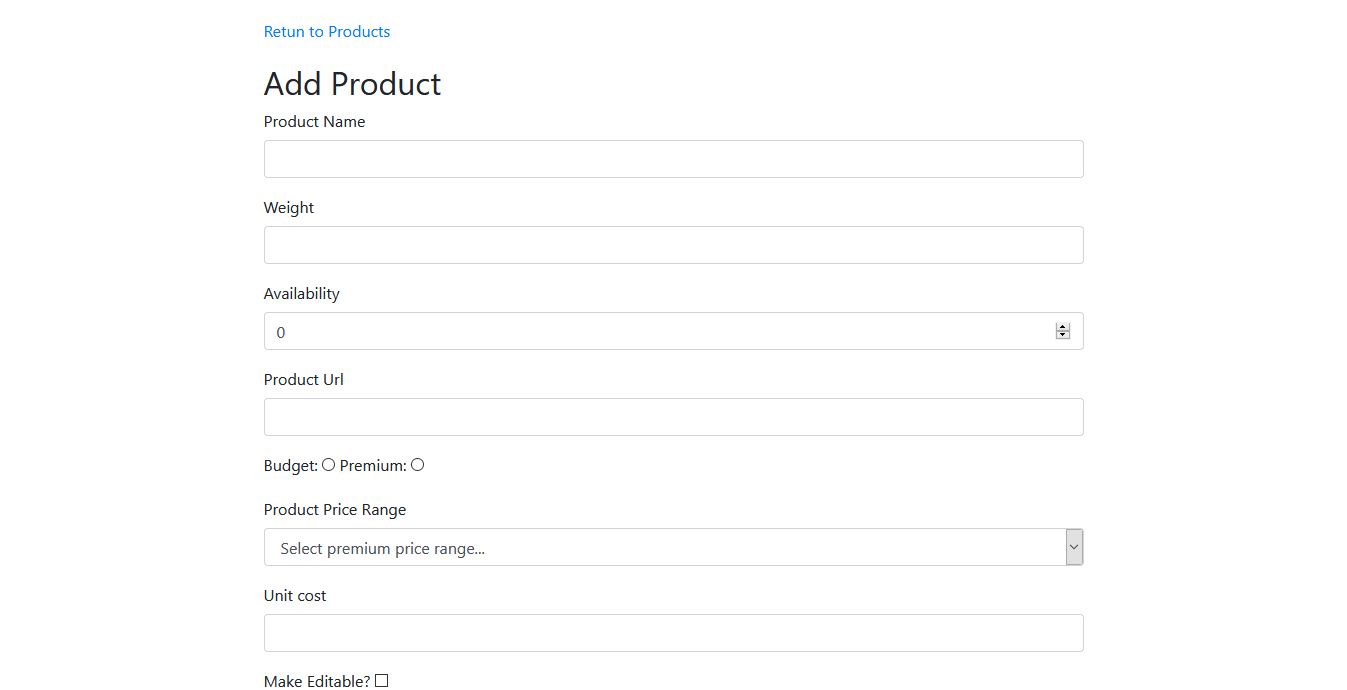 Retun to Products
Add Product
Product Name
Weight
Availability
0
Product Url
Budget: Premium:
Product Price Range
Select premium price range...
Unit cost
Make Editable?